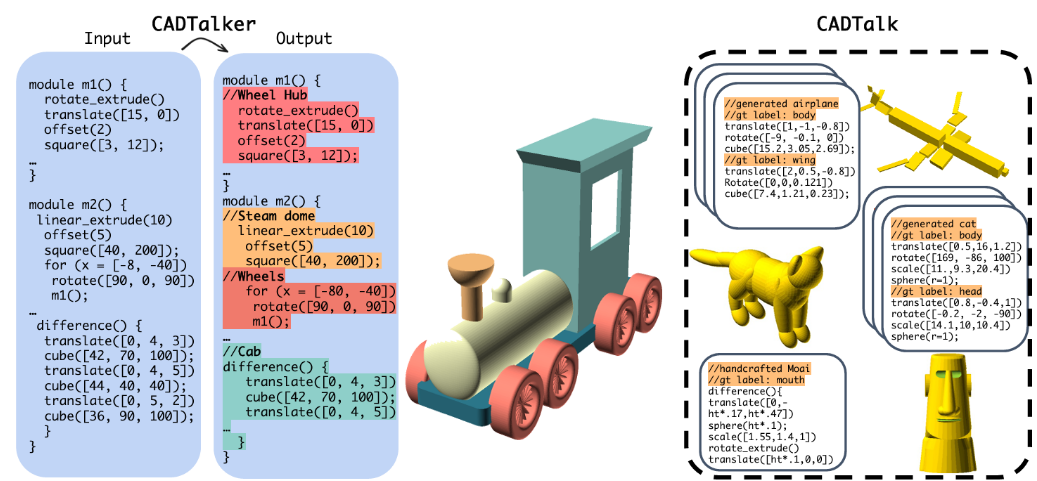 CADTalker
Input
Output
module m1() {
rotate_extrude()
translate([15, 0])
offset(2)
square([3, 12]);
…
}
module m2() {
linear_extrude(10)
offset(5)
square([40, 200]);
for (x = [-8, -40])
rotate([90, 0, 90])
m1();
…
difference() {
translate([0, 4, 3])
cube([42, 70, 100]);
translate([0, 4, 5])
cube([44, 40, 40]);
translate([0, 5, 2])
cube([36, 90, 100]);
}
}
module m1() {
//Wheel Hub
rotate_extrude()
translate([15, 0])
offset(2)
square([3, 12]);
…
}
module m2() {
//Steam dome
linear_extrude(10)
offset(5)
square([40, 200]);
//Wheels
for (x = [-80, -40])
rotate([90, 0, 90])
m1();
…
//Cab
difference() {
translate([0, 4, 3])
cube([42, 70, 100]);
translate([0, 4, 5])
…
}
}
CADTalk
//generated airplane
//gt label: body
translate([1,-1,-0.8])
rotate([-9, -0.1, 0])
cube([15.2,3.05,2.69]);
//gt label: wing
translate([2,0.5,-0.8])
Rotate([0,0,0.121])
cube([7.4,1.21,0.23]);
//generated cat
//gt label: body
translate([0.5,16,1.2])
rotate([169, -86, 100])
scale([11.,9.3,20.4])
sphere(r=1);
//gt label: head
translate([0.8,-0.4,1])
rotate([-0.2, -2, -90])
scale([14.1,10,10.4])
sphere(r=1);
//handcrafted Moai
//gt label: mouth
difference(){
translate([0,-
ht*.17,ht*.47])
sphere(ht*.1);
scale([1.55,1.4,1])
rotate_extrude()
translate([ht*.1,0,0])